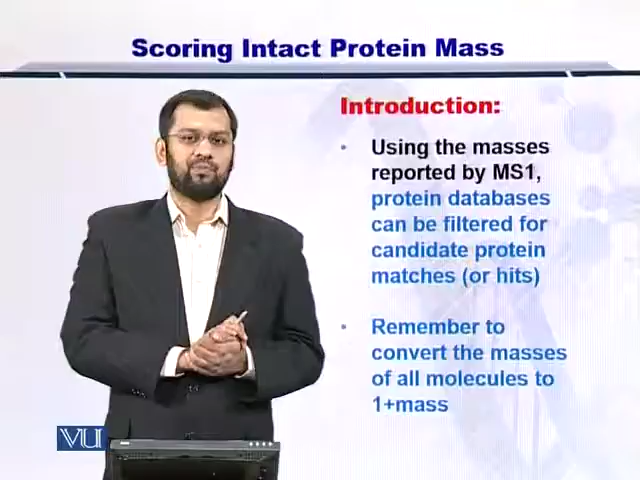 Scoring Intact Protein Mass
Introduction:
• Using the masses
reported by MS1,
protein databases
can be filtered for
candidate protein
matches (or hits)
• Remember to
convert the masses
of all molecules to
1+mass
VU